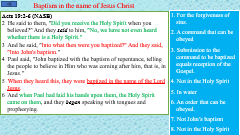 Baptism in the name of Jesus Christ
Acts 19:2-6 (NASB)
2 He said to them, "Did you receive the Holy Spirit when you
believed?" And they said to him, "No, we have not even heard
whether there is a Holy Spirit."
3 And he said, "Into what then were you baptized?" And they said,
"Into John's baptism."
4 Paul said, "John baptized with the baptism of repentance, telling
the people to believe in Him who was coming after him, that is, in
Jesus."
5 When they heard this, they were baptized in the name of the Lord
Jesus.
6 And when Paul had laid his hands upon them, the Holy Spirit
came on them, and they began speaking with tongues and
prophesying.
1. For the forgiveness of
sins.
2. A command that can be
obeyed.
3. Submission to the
command to be baptized
equals reception of the
Gospel.
4. Not in the Holy Spirit
5. In water
6. An order that can be
obeyed.
7. Not John's baptism
8. Not in the Holy Spirit